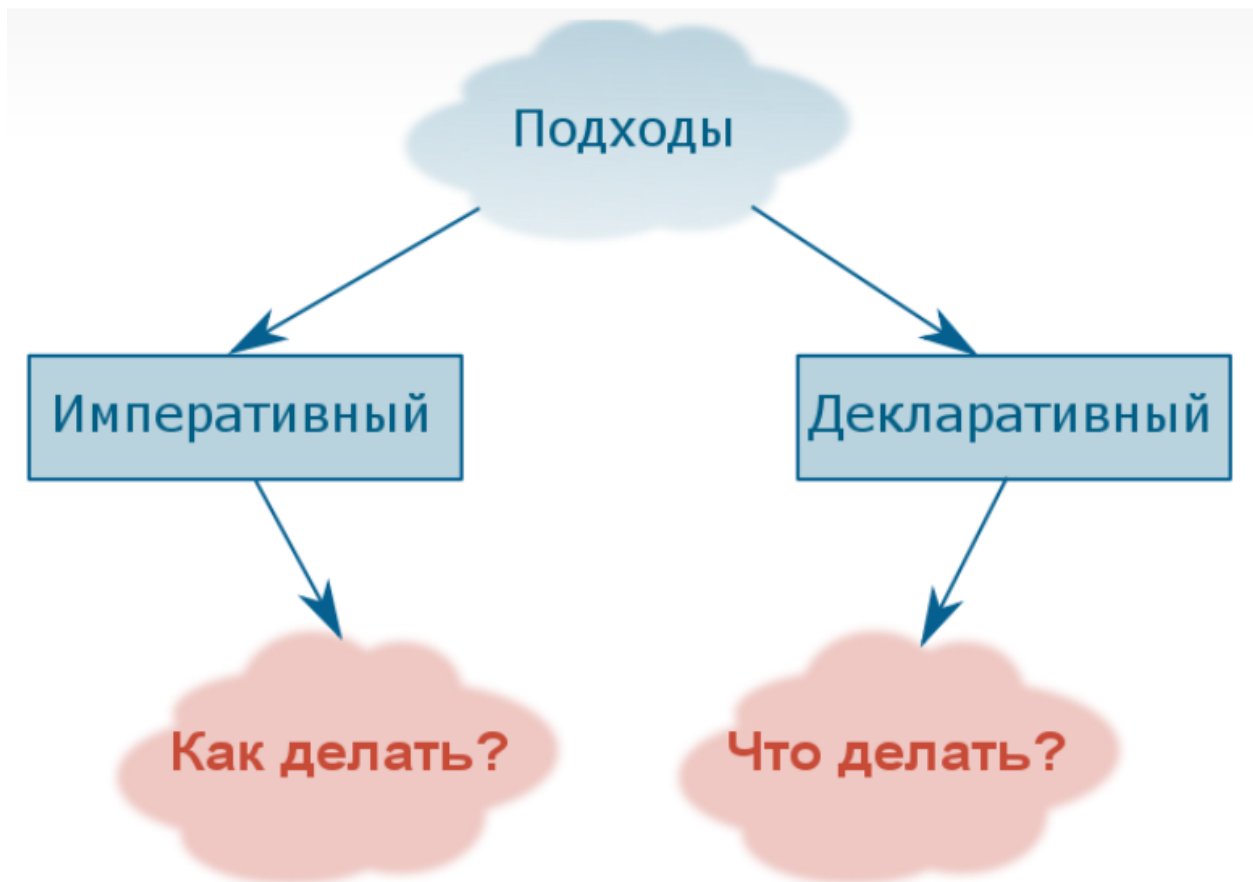 Подходы
Императивный
Декларативный
Как делать?
Что делать?